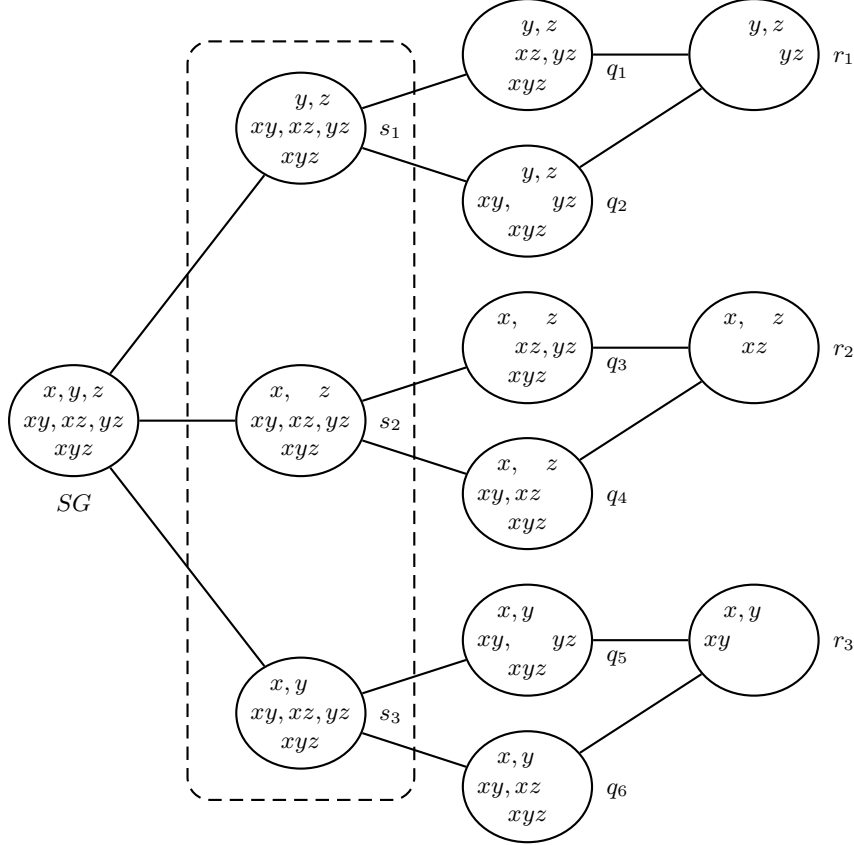 y, z
xz, yz
xyz
q1
y, z
yz
r1
y, z
xy, xz, yz
xyz
s1
y, z
xy, yz
xyz
q2
x, z
xz, yz
xyz
q3
x, z
xz
r2
x, y, z
xy, xz, yz
xyz
SG
x, z
xy, xz, yz
xyz
s2
x, z
xy, xz
xyz
q4
x, y
xy, yz
xyz
q5
x, y
xy
r3
x, y
xy, xz, yz
xyz
s3
x, y
xy, xz
xyz
q6